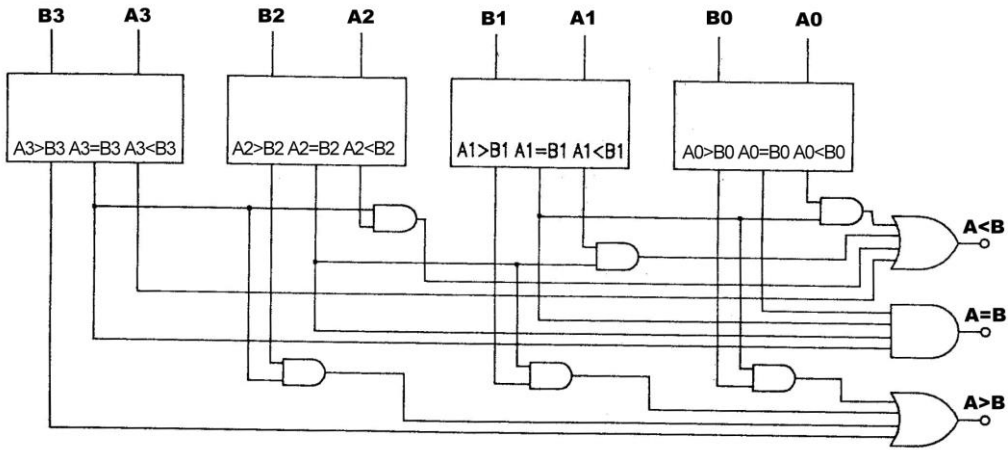 B3 A3 B2 A2 B1 A1 B0 A0
A3>B3 A3=B3 A3<B3 A2>B2 A2=B2 A2<B2 A1>B1 A1=B1 A1<B1 A0>B0 A0=B0 A0<B0
A<B
A=B
A>B